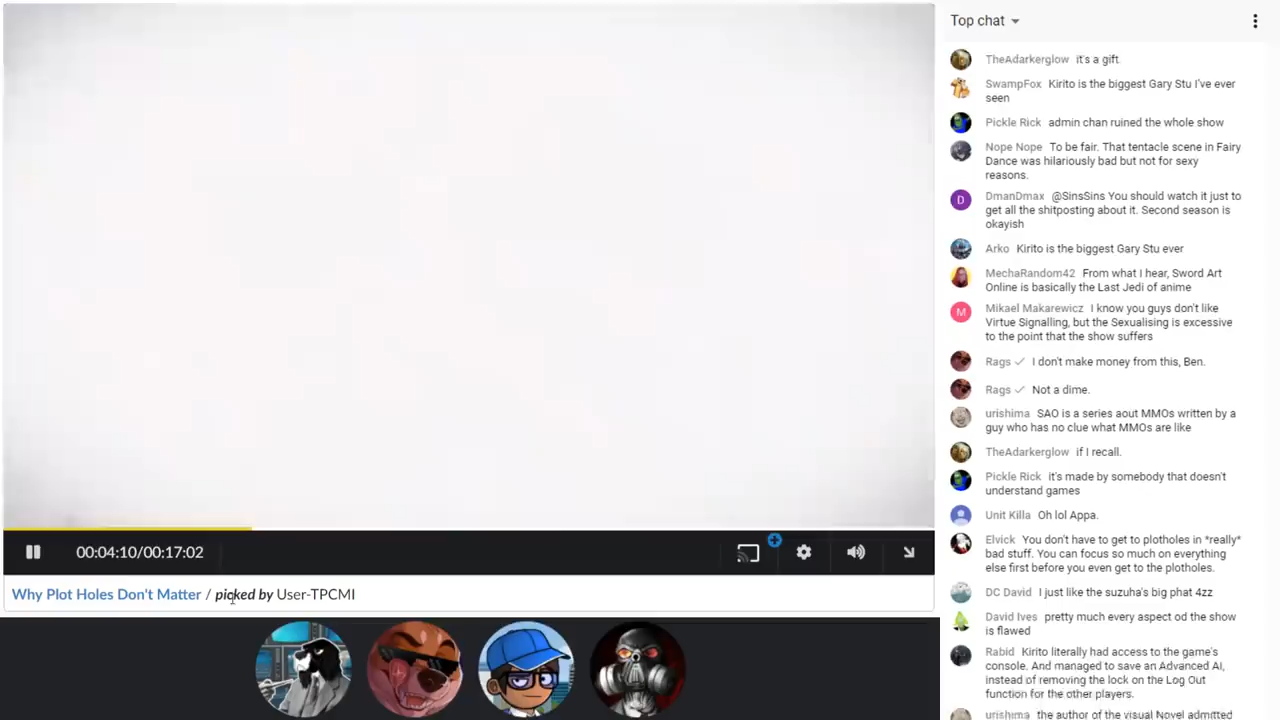 Top chat
TheAdarkerglow it's a gift.
SwampFox Kirito is the biggest Gary Stu I've ever
seen
Pickle Rick admin chan ruined the whole show
Nope Nope To be fair. That tentacle scene in Fairy
Dance was hilariously bad but not for sexy
reasons.
D
DmanDmax @SinsSins You should watch it just to
get all the shitposting about it. Second season is
okayish
Arko Kirito is the biggest Gary Stu ever
MechaRandom42 From what I hear, Sword Art
Online is basically the Last Jedi of anime
M
Mikael Makarewicz I know you guys don't like
Virtue Signalling, but the Sexualising is excessive
to the point that the show suffers
Rags I don't make money from this, Ben.
Rags Not a dime.
urishima SAO is a series aout MMOs written by a
guy who has no clue what MMOs are like
TheAdarkerglow if I recall.
Pickle Rick it's made by somebody that doesn't
understand games
Unit Killa Oh lol Appa.
Elvick You don't have to get to plotholes in *really*
bad stuff. You can focus so much on everything
else first before you even get to the plotholes.
DC David I just like the suzuha's big phat 4zz
David Ives pretty much every aspect od the show
is flawed
Rabid Kirito literally had access to the game's
console. And managed to save an Advanced AI,
instead of removing the lock on the Log Out
function for the other players.
urishima the author of the visual Novel admitted
00:04:10/00:17:02
Why Plot Holes Don't Matter / picked by User-TPCMI